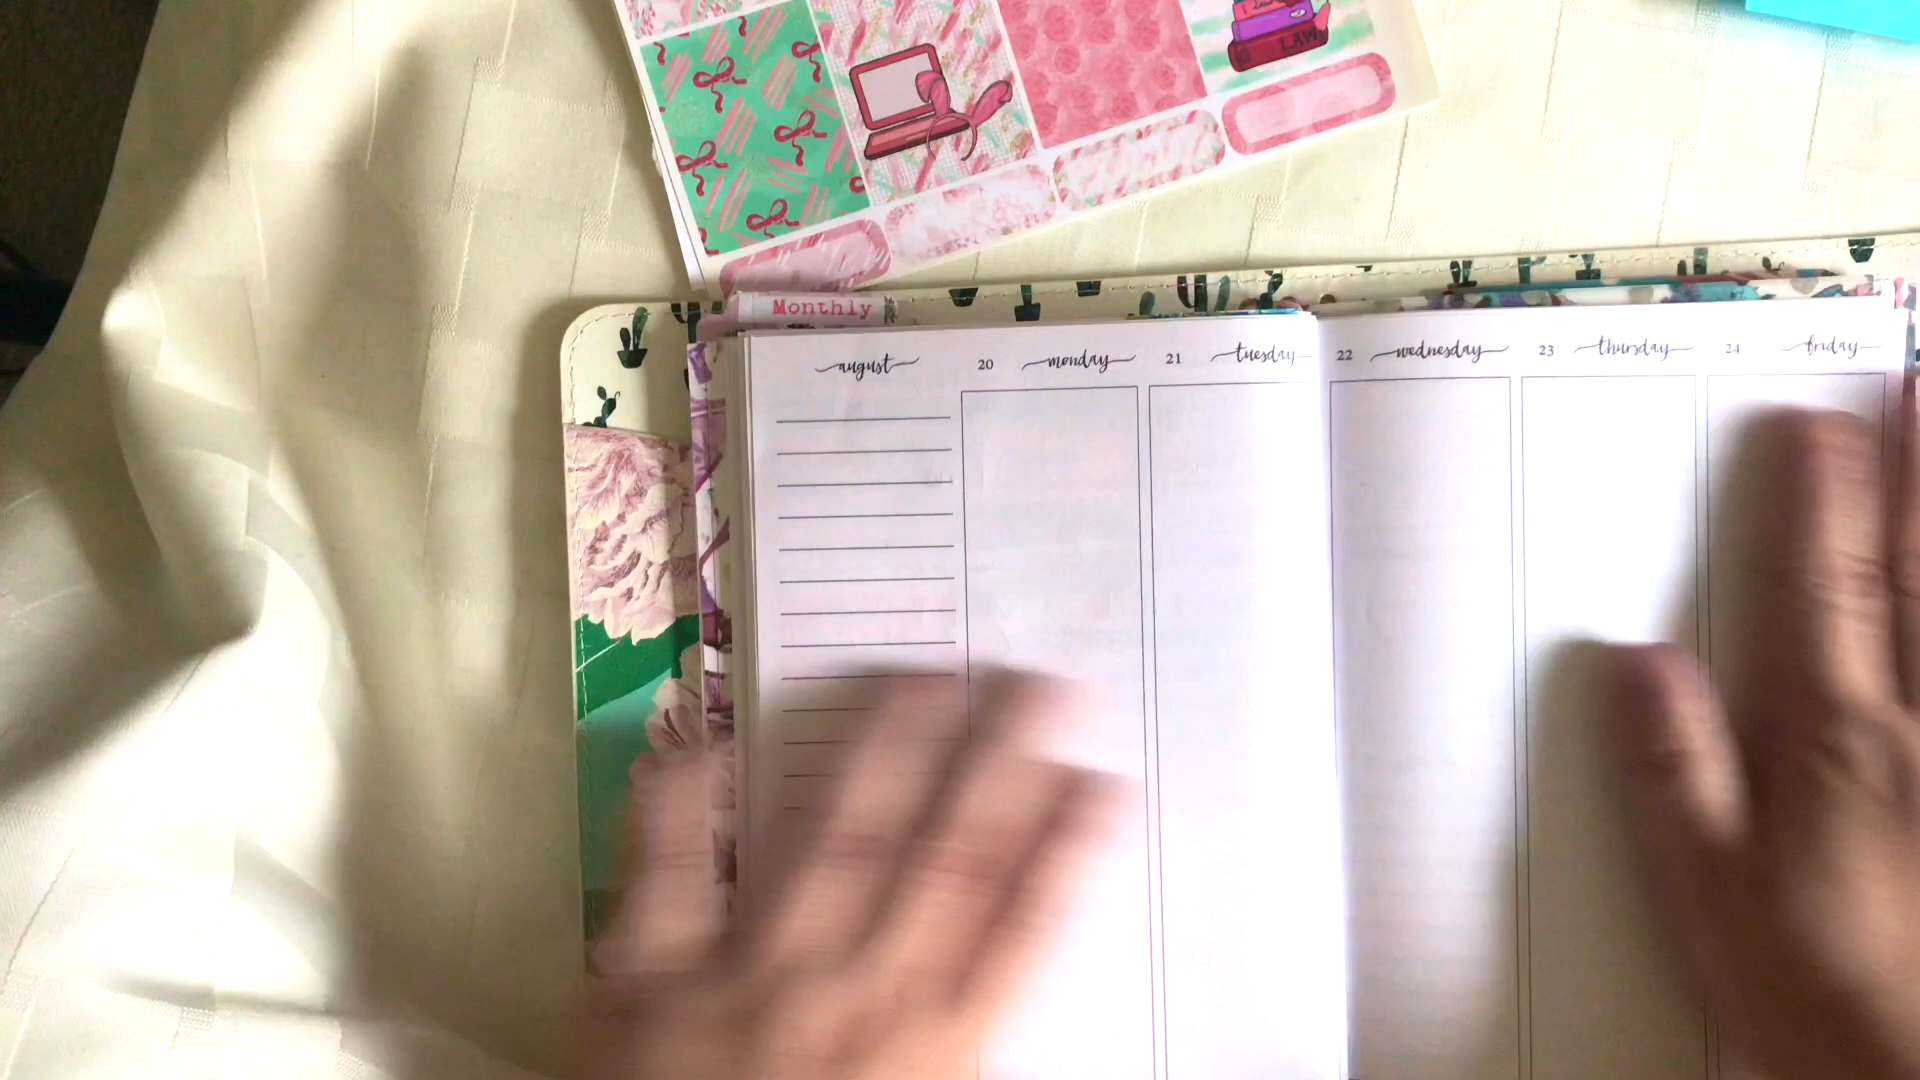 LAW
Monthly
august
20 monday
21 tuesday
22 wednesday
23 thursday
24 friday